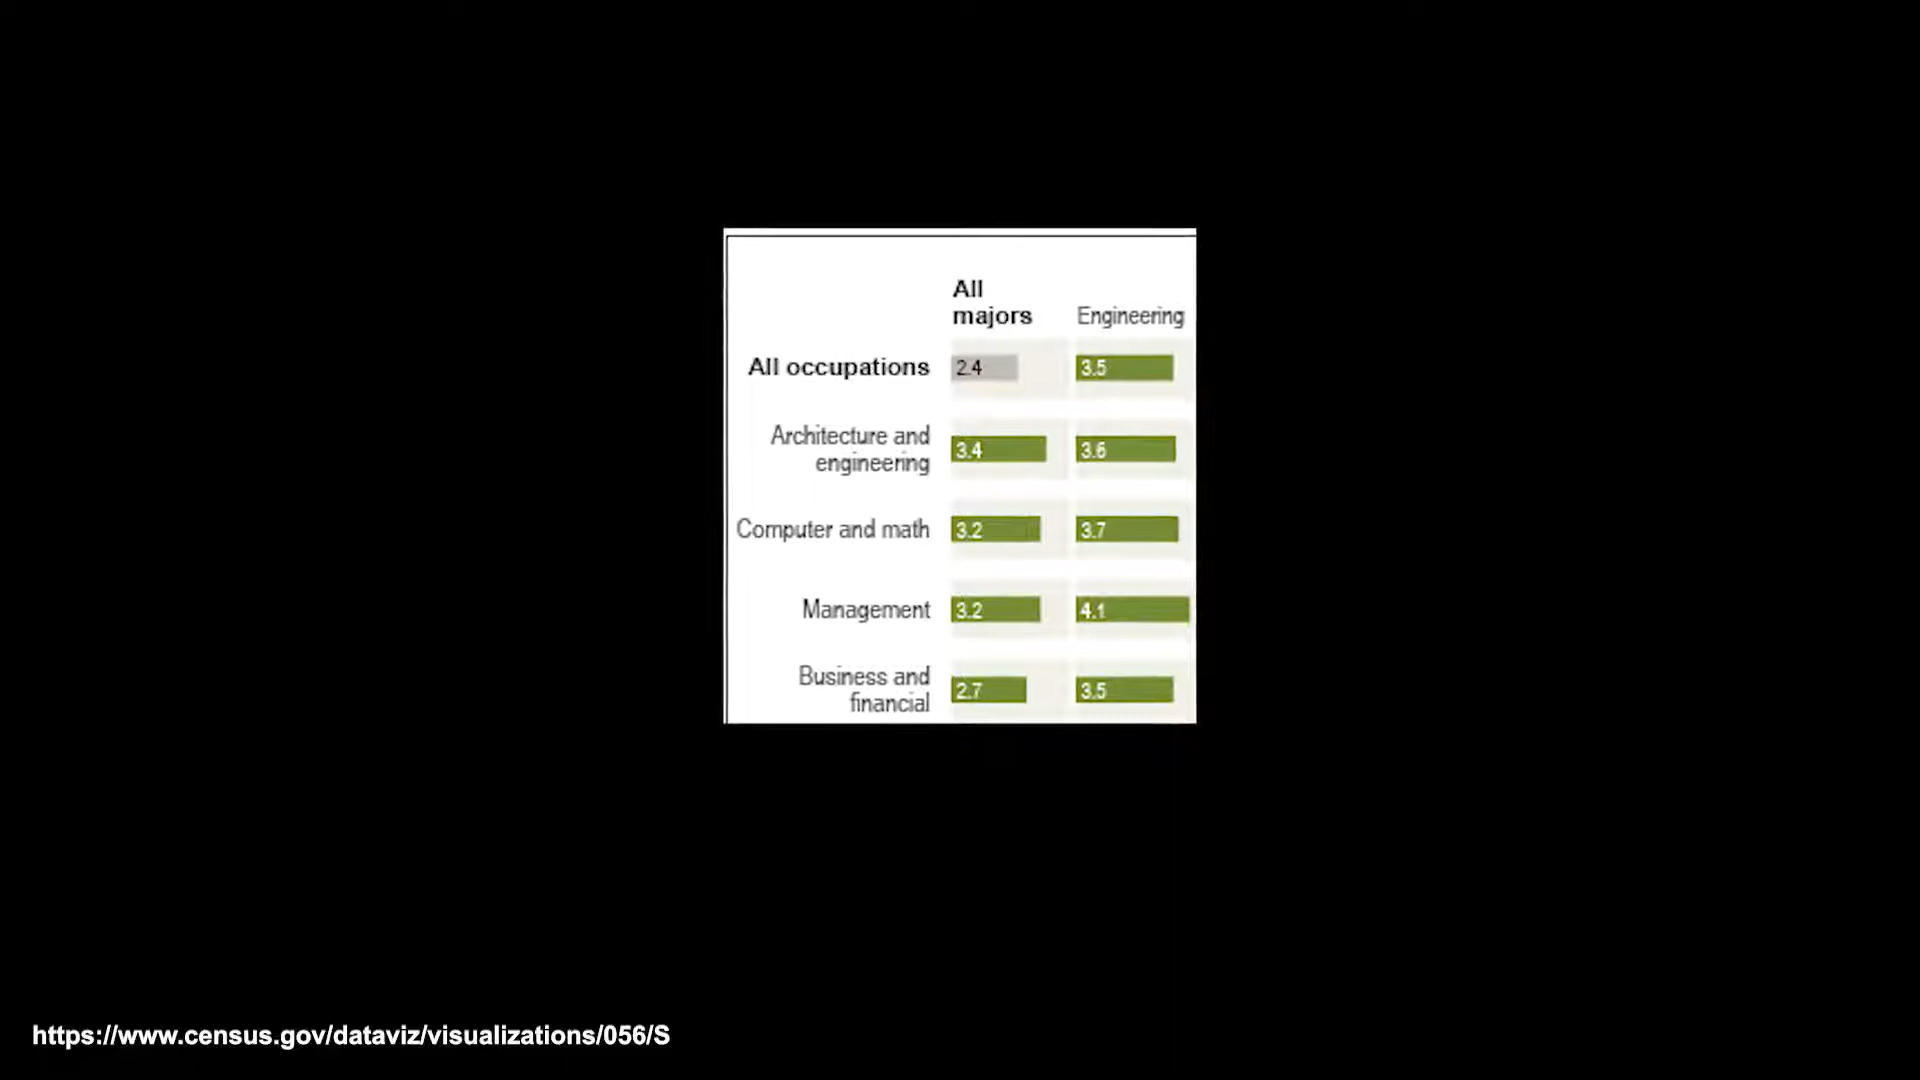 All
majors
Engineering
All occupations
2.4
3.5
Architecture and
engineering
3.4
3.6
Computer and math
3.2
3.7
Management
3.2
4.1
Business and
financial
2.7
3.5
https://www.census.gov/dataviz/visualizations/056/S